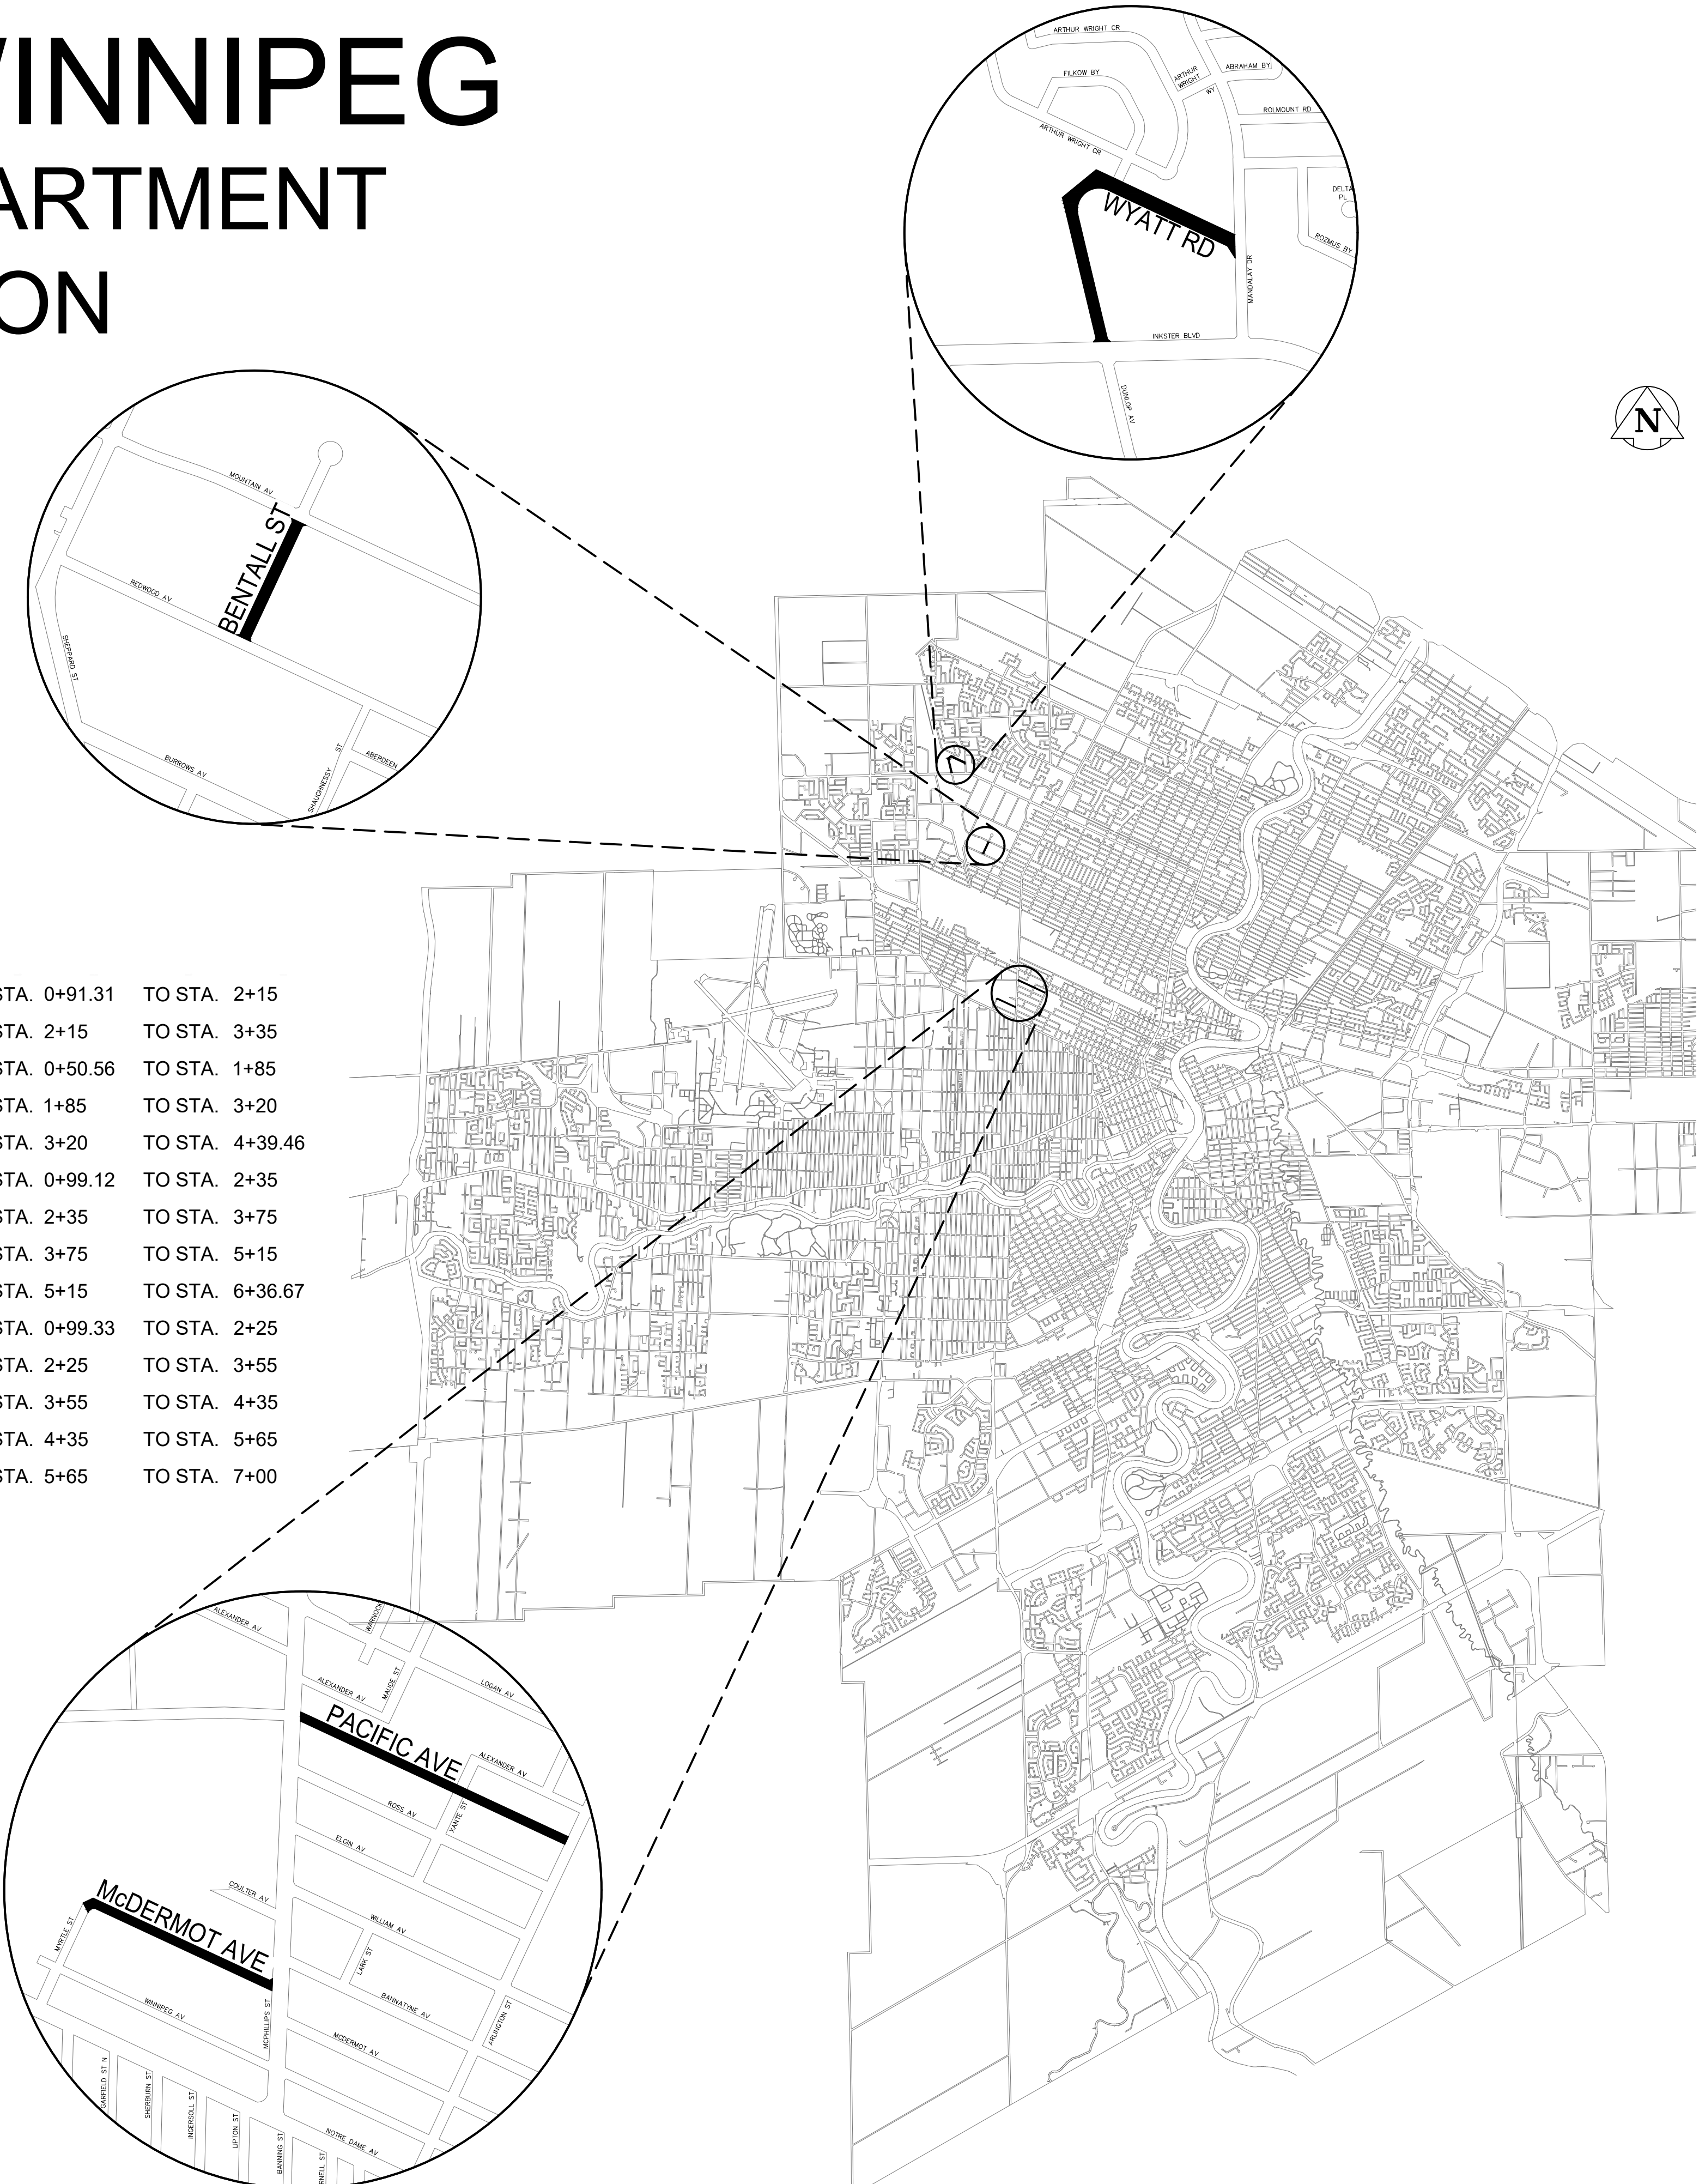 WINNIPEG
ARTMENT
ON
N
ARTHUR WRIGHT CR
FILKOW BY
ARTHUR WRIGHT WY
ABRAHAM BY
ROLMOUNT RD
ARTHUR WRIGHT CR
DELTA PL
ROZMUS BY
WYATT RD
MANDALAY DR
INKSTER BLVD
DUNLOP AV
MOUNTAIN AV
BENTALL ST
REDWOOD AV
SHEPPARD ST
BURROWS AV
SHAUGHNESSY ST
ABERDEEN
STA. 0+91.31 TO STA. 2+15
STA. 2+15 TO STA. 3+35
STA. 0+50.56 TO STA. 1+85
STA. 1+85 TO STA. 3+20
STA. 3+20 TO STA. 4+39.46
STA. 0+99.12 TO STA. 2+35
STA. 2+35 TO STA. 3+75
STA. 3+75 TO STA. 5+15
STA. 5+15 TO STA. 6+36.67
STA. 0+99.33 TO STA. 2+25
STA. 2+25 TO STA. 3+55
STA. 3+55 TO STA. 4+35
STA. 4+35 TO STA. 5+65
STA. 5+65 TO STA. 7+00
ALEXANDER AV
WARNOCK
MAUDE ST
LOGAN AV
ALEXANDER AV
PACIFIC AVE
ALEXANDER AV
ROSS AV
XANTE ST
ELGIN AV
COULTER AV
McDERMOT AVE
MYRTLE ST
WILLIAM AV
LARK ST
BANNATYNE AV
ARLINGTON ST
WINNIPEG AV
MCPHILLIPS ST
MCDERMOT AV
GARFIELD ST N
SHERBURN ST
INGERSOLL ST
LIPTON ST
BANNING ST
NOTRE DAME AV
RNELL ST